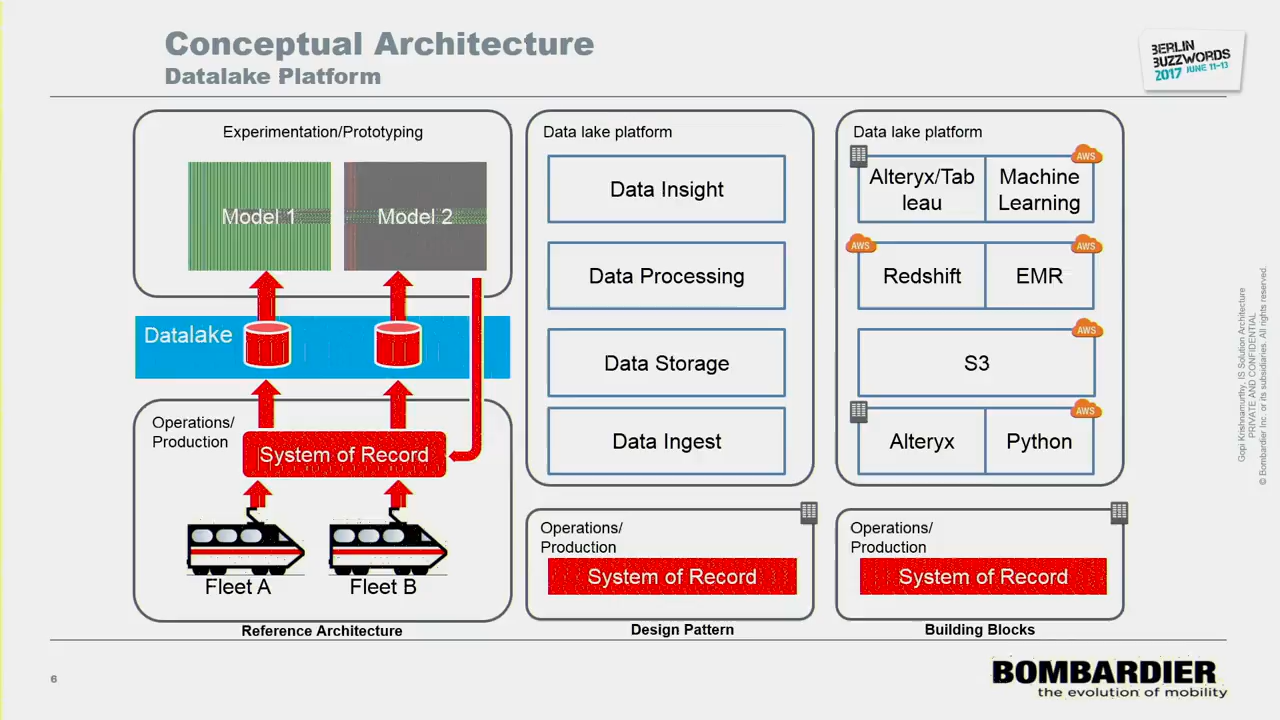 Conceptual Architecture
Datalake Platform
BERLIN
BUZZWORDS
2017 JUNE 11-13
Experimentation/Prototyping
Model 1
Model 2
Datalake
Operations/
Production
System of Record
Fleet A
Fleet B
Reference Architecture
Data lake platform
Data Insight
Data Processing
Data Storage
Data Ingest
Operations/
Production
System of Record
Design Pattern
Data lake platform
AWS
Alteryx/Tab
leau
Machine
Learning
AWS
AWS
Redshift
EMR
AWS
S3
AWS
Alteryx
Python
Operations/
Production
System of Record
Building Blocks
Gopi Krishnamurthy, IS Solution Architecture
PRIVATE AND CONFIDENTIAL
© Bombardier Inc. or its subsidiaries. All rights reserved.
6
BOMBARDIER
the evolution of mobility